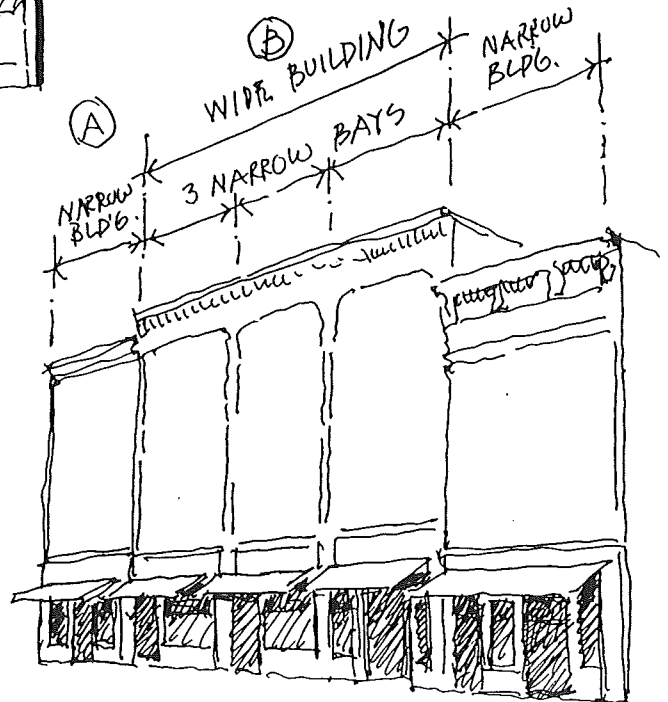 B
WIDE BUILDING
NARROW
BLDG.
A
3 NARROW BAYS
NARROW
BLD'G.